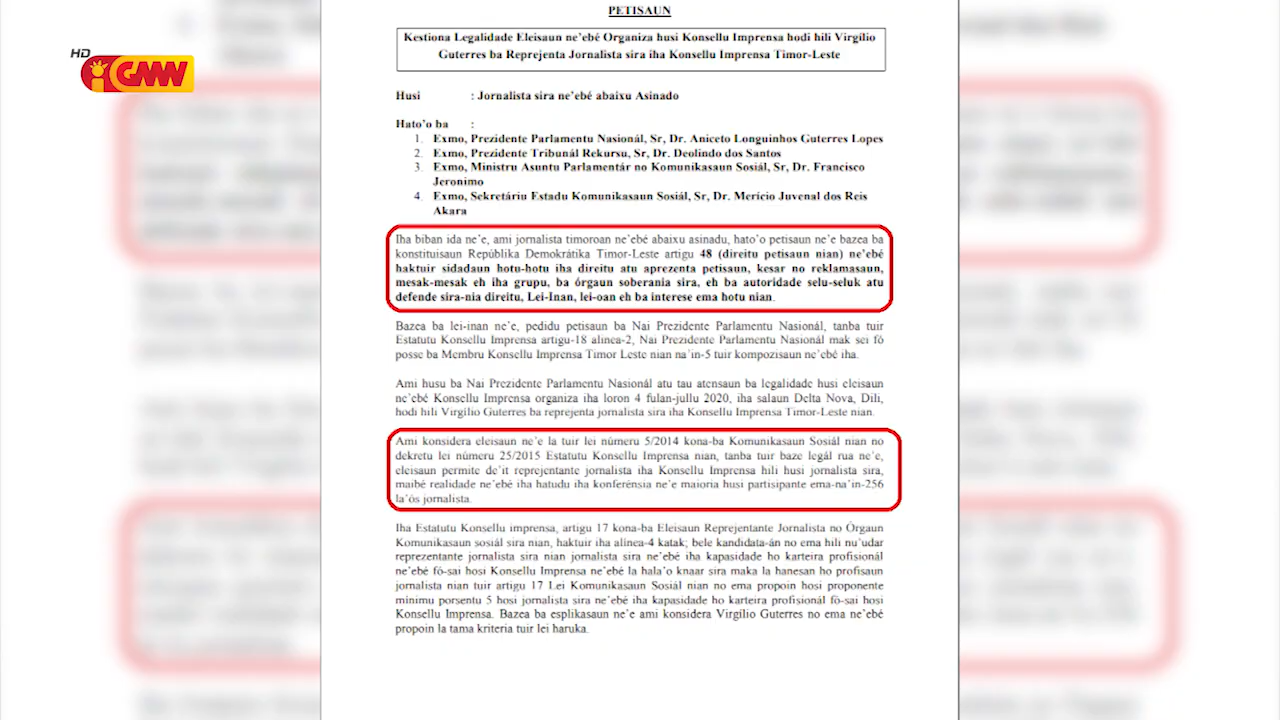 HD
GMN
PETISAUN
Kestiona Legalidade Eleisaun ne'ebé Organiza husi Konsellu Imprensa hodi hili Virgílio
Guterres ba Reprejenta Jornalista sira iha Konsellu Imprensa Timor-Leste
Husi : Jornalista sira ne'ebé abaixu Asinado
Hato'o ba :
1. Exmo, Prezidente Parlamentu Nasionál, Sr, Dr. Aniceto Longuinhos Guterres Lopes
2. Exmo, Prezidente Tribunál Rekursu, Sr, Dr. Deolindo dos Santos
3. Exmo, Ministru Asuntu Parlamentár no Komunikasaun Sosiál, Sr, Dr. Francisco
Jeronimo
4. Exmo, Sekretáriu Estadu Komunikasaun Sosiál, Sr, Dr. Merício Juvenal dos Reis
Akara
Iha biban ida ne'e, ami jornalista timoroan ne'ebé abaixu asinadu, hato'o petisaun ne'e bazea ba
konstituisaun Repúblika Demokrátika Timor-Leste artigu 48 (direitu petisaun nian) ne'ebé
haktuir sidadaun hotu-hotu iha direitu atu aprezenta petisaun, kesar no reklamasaun,
mesak-mesak eh iha grupu, ba órgaun soberania sira, eh ba autoridade selu-seluk atu
defende sira-nia direitu, Lei-Inan, lei-oan eh ba interese ema hotu nian.
Bazea ba lei-inan ne'e, pedidu petisaun ba Nai Prezidente Parlamentu Nasionál, tanba tuir
Estatutu Konsellu Imprensa artigu-18 alinea-2, Nai Prezidente Parlamentu Nasionál mak sei fó
posse ba Membru Konsellu Imprensa Timor Leste nian na'in-5 tuir kompozisaun ne'ebé iha.
Ami husu ba Nai Prezidente Parlamentu Nasionál atu tau atensaun ba legalidade husi eleisaun
ne'ebé Konsellu Imprensa organiza iha loron 4 fulan-jullu 2020, iha salaun Delta Nova, Dili,
hodi hili Virgílio Guterres ba reprejenta jornalista sira iha Konsellu Imprensa Timor-Leste nian.
Ami konsidera eleisaun ne'e la tuir lei númeru 5/2014 kona-ba Komunikasaun Sosiál nian no
dekretu lei númeru 25/2015 Estatutu Konsellu Imprensa nian, tanba tuir baze legál rua ne'e,
eleisaun permite de'it reprejentante jornalista iha Konsellu Imprensa hili husi jornalista sira,
maibé realidade ne'ebé iha hatudu iha konferénsia ne'e maioria husi partisipante ema-na'in-256
la'ós jornalista.
Iha Estatutu Konsellu imprensa, artigu 17 kona-ba Eleisaun Reprejentante Jornalista no Órgaun
Komunikasaun sosiál sira nian, haktuir iha alinea-4 katak; bele kandidata-án no ema hili nu'udar
reprezentante jornalista sira nian jornalista sira ne'ebé iha kapasidade ho karteira profisionál
ne'ebé fó-sai hosi Konsellu Imprensa ne'ebé la hala'o knaar sira maka la hanesan ho profisaun
jornalista nian tuir artigu 17 Lei Komunikasaun Sosiál nian no ema propoin hosi proponente
mínimu porsentu 5 hosi jornalista sira ne'ebé iha kapasidade ho karteira profisionál fó-sai hosi
Konsellu Imprensa. Bazea ba esplikasaun ne'e ami konsidera Virgílio Guterres no ema ne'ebé
propoin la tama kriteria tuir lei haruka.